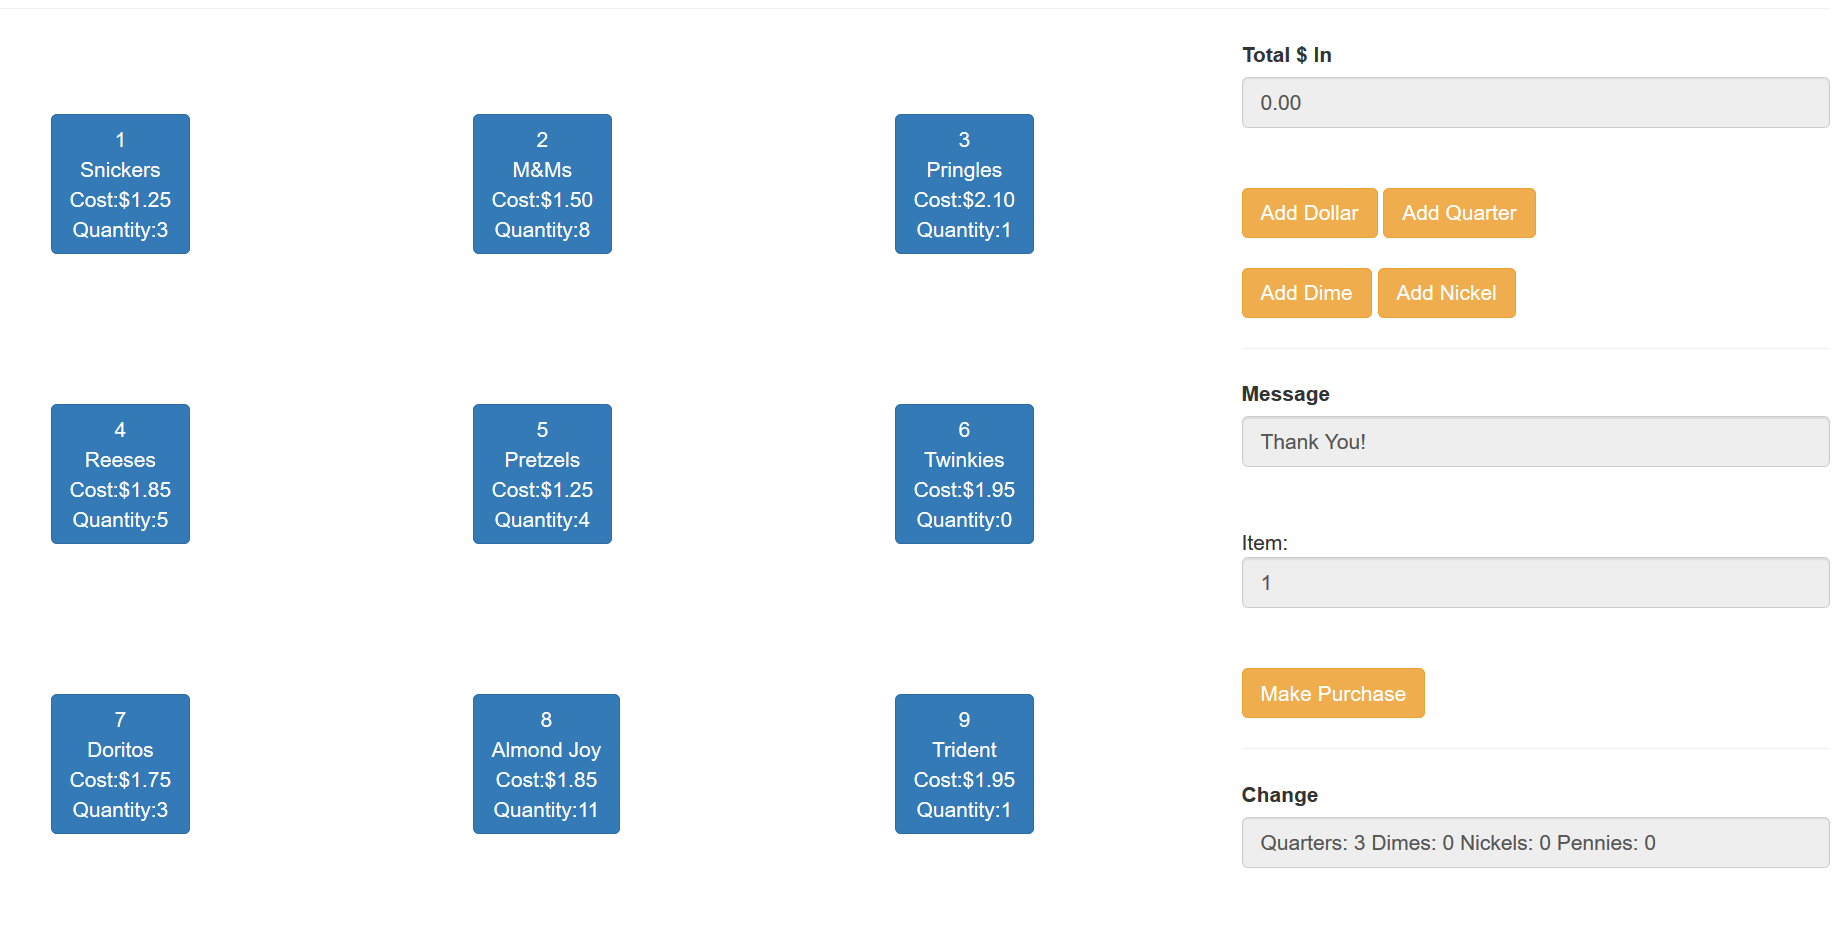 1
Snickers
Cost:$1.25
Quantity:3
2
M&Ms
Cost:$1.50
Quantity:8
3
Pringles
Cost:$2.10
Quantity:1
4
Reeses
Cost:$1.85
Quantity:5
5
Pretzels
Cost:$1.25
Quantity:4
6
Twinkies
Cost:$1.95
Quantity:0
7
Doritos
Cost:$1.75
Quantity:3
8
Almond Joy
Cost:$1.85
Quantity:11
9
Trident
Cost:$1.95
Quantity:1
Total $ In
0.00
Add Dollar Add Quarter
Add Dime Add Nickel
Message
Thank You!
Item:
1
Make Purchase
Change
Quarters: 3 Dimes: 0 Nickels: 0 Pennies: 0